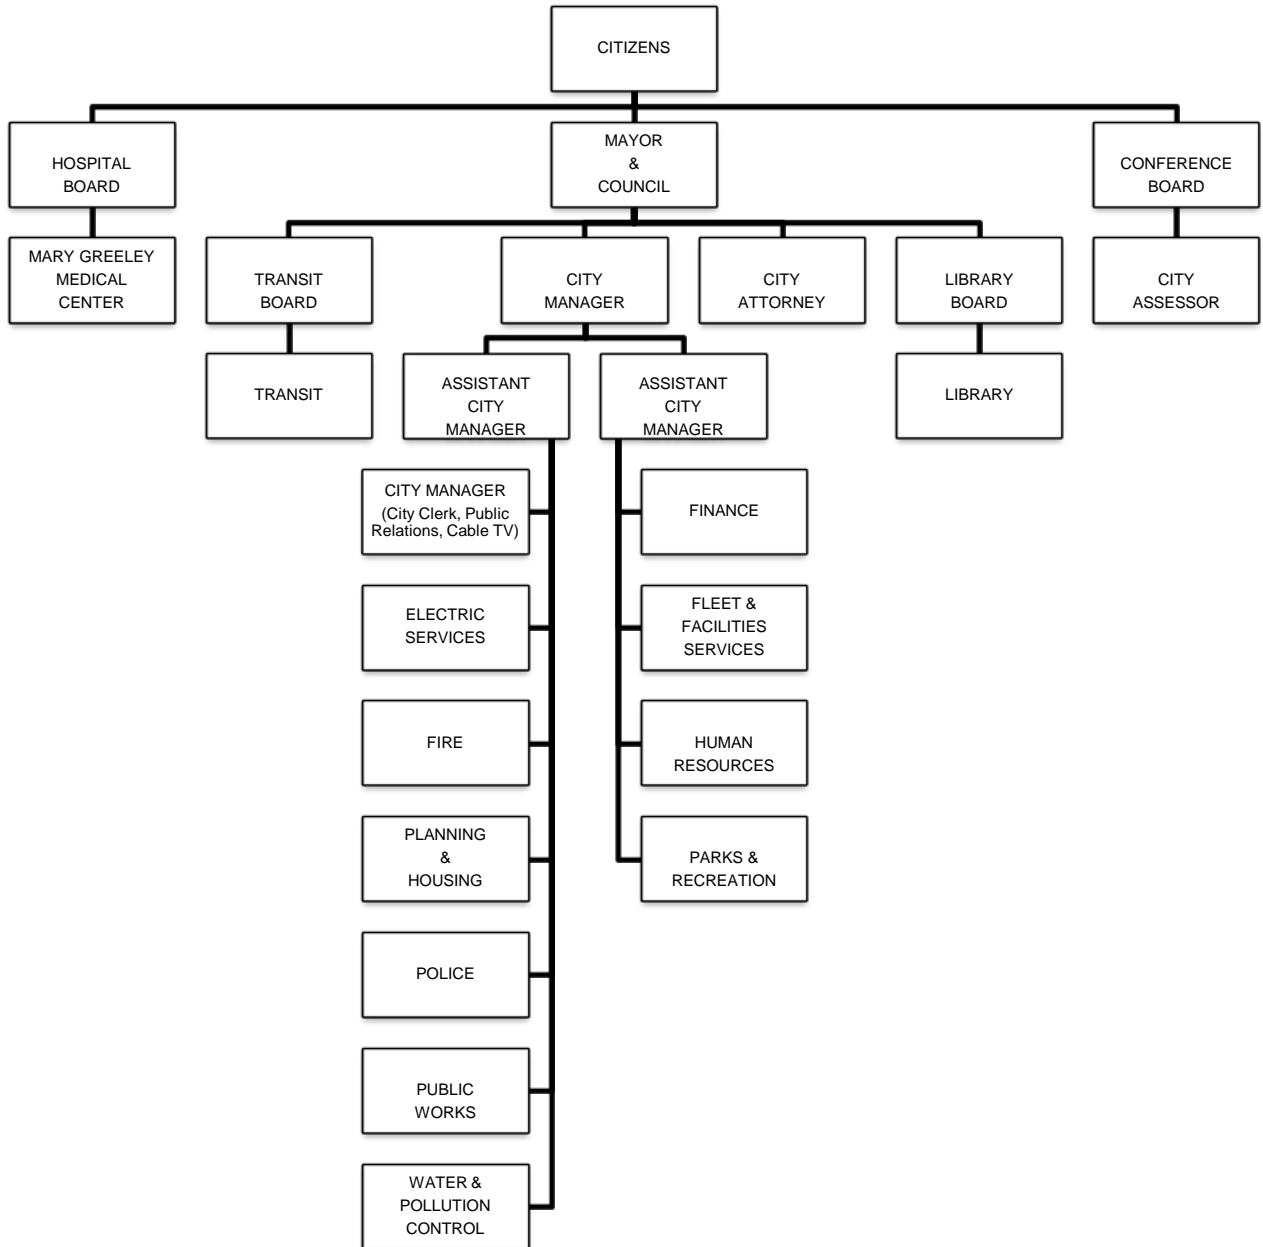 CITIZENS
HOSPITAL
BOARD
MAYOR
&
COUNCIL
CONFERENCE
BOARD
MARY GREELEY
MEDICAL
CENTER
TRANSIT
BOARD
CITY
MANAGER
CITY
ATTORNEY
LIBRARY
BOARD
CITY
ASSESSOR
TRANSIT
ASSISTANT
CITY
MANAGER
ASSISTANT
CITY
MANAGER
LIBRARY
CITY MANAGER
(City Clerk, Public
Relations, Cable TV)
FINANCE
ELECTRIC
SERVICES
FLEET &
FACILITIES
SERVICES
FIRE
HUMAN
RESOURCES
PLANNING
&
HOUSING
PARKS &
RECREATION
POLICE
PUBLIC
WORKS
WATER &
POLLUTION
CONTROL